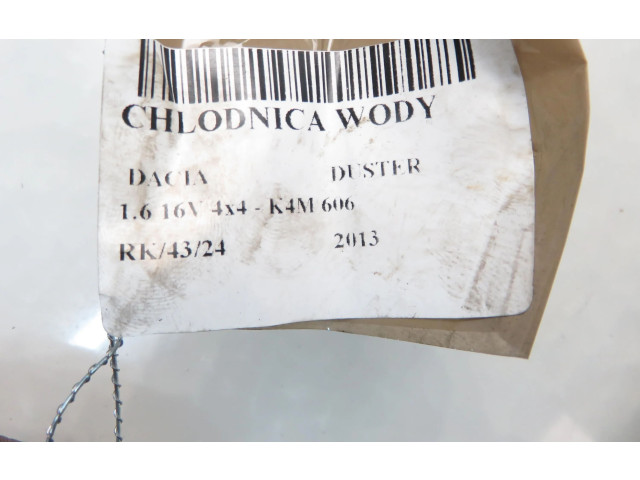 CHLODNICA WODY
DACIA DUSTER
1.6 16V 4x4 - K4M 606
RK/43/24 2013